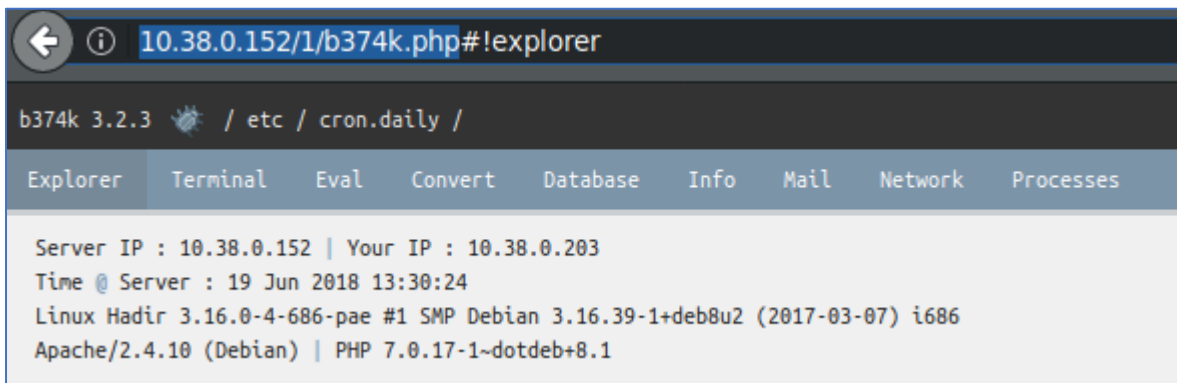 10.38.0.152/1/b374k.php#!explorer
b374k 3.2.3 / etc / cron.daily /
Explorer Terminal Eval Convert Database Info Mail Network Processes
Server IP : 10.38.0.152 | Your IP : 10.38.0.203
Time @ Server : 19 Jun 2018 13:30:24
Linux Hadir 3.16.0-4-686-pae #1 SMP Debian 3.16.39-1+deb8u2 (2017-03-07) i686
Apache/2.4.10 (Debian) | PHP 7.0.17-1~dotdeb+8.1